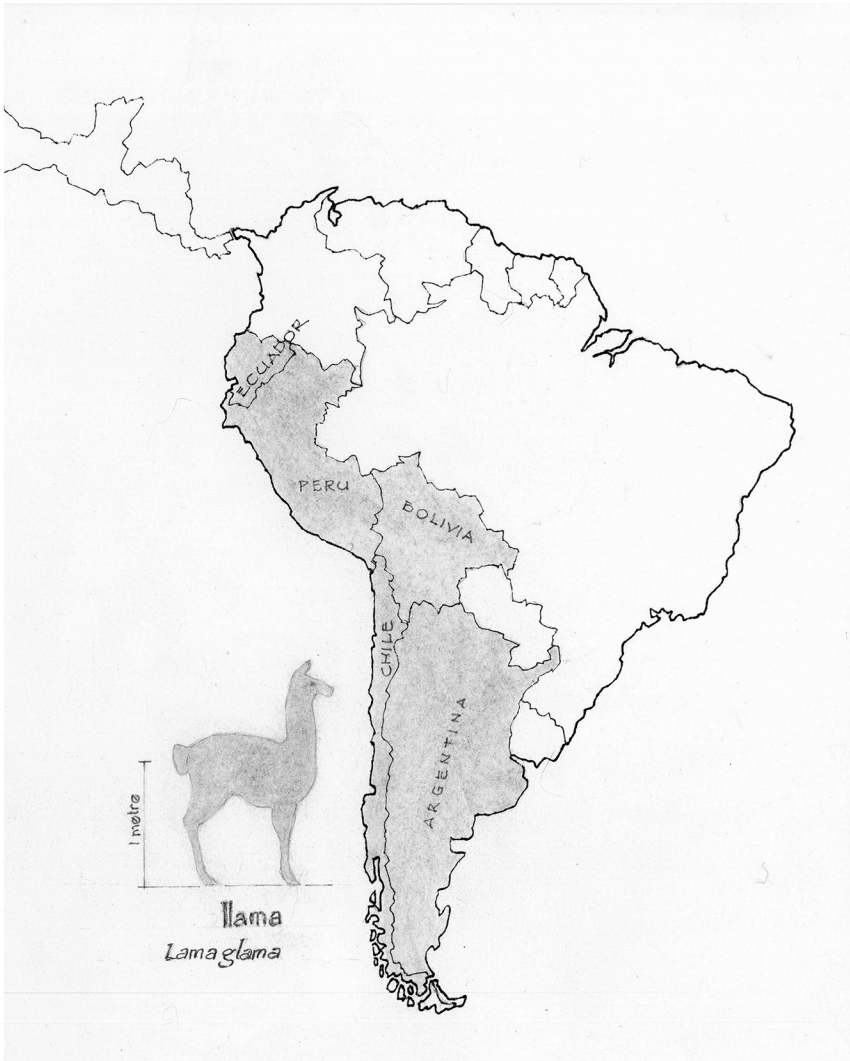 ECUADOR
PERU
BOLIVIA
CHILE
ARGENTINA
1 metre
llama
Lama glama